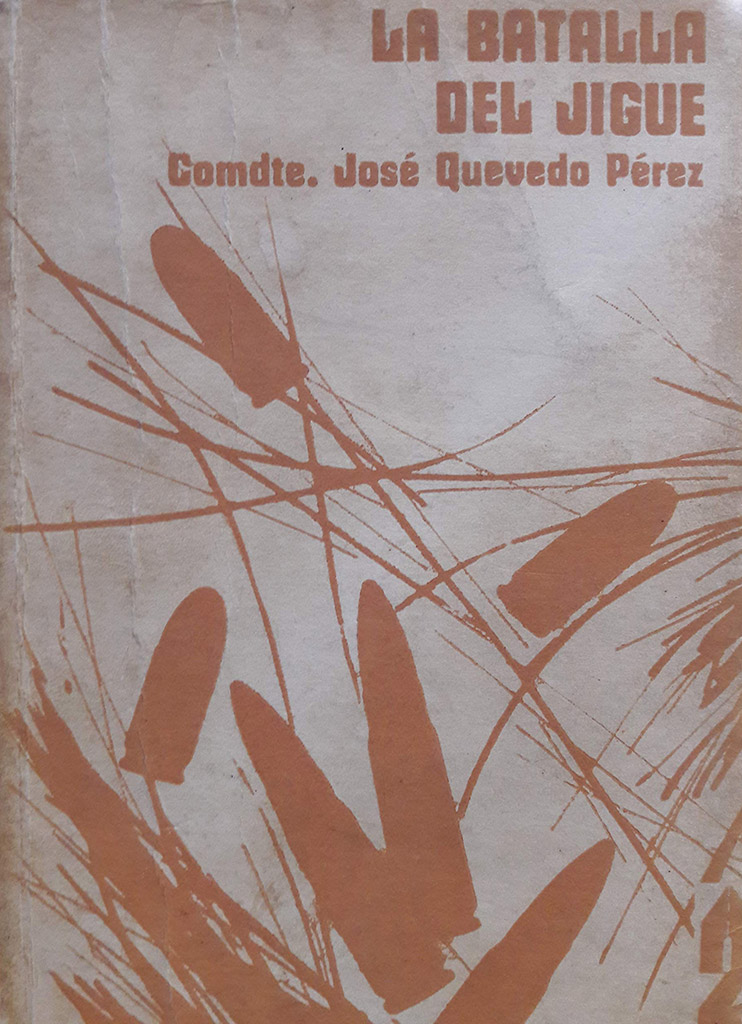 LA BATALLA
DEL JIGUE
Comdte. José Quevedo Pérez